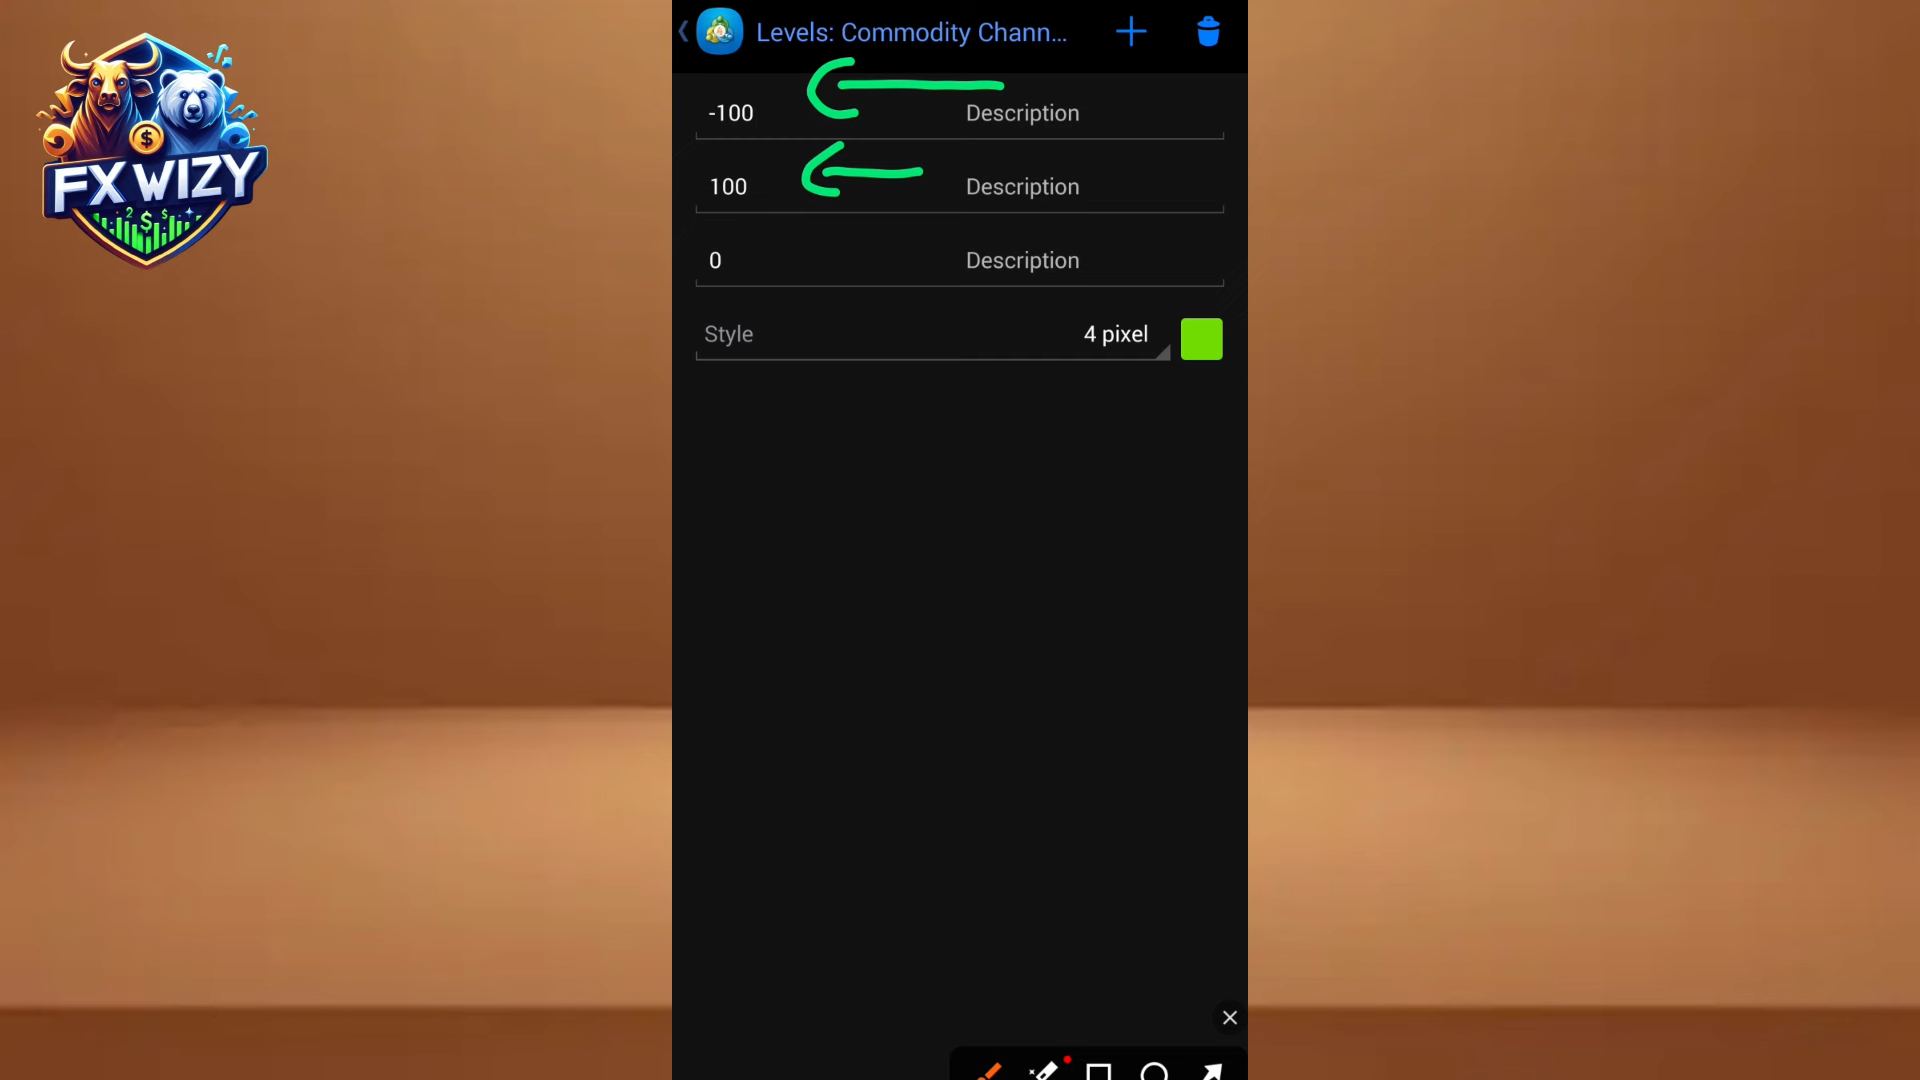 Levels: Commodity Chann...
-100 Description
100 Description
0 Description
Style 4 pixel
FX WIZY